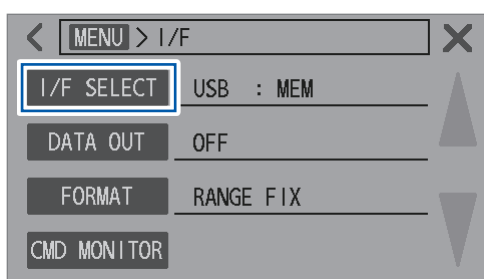 MENU > I/F
I/F SELECT USB : MEM
DATA OUT OFF
FORMAT RANGE FIX
CMD MONITOR